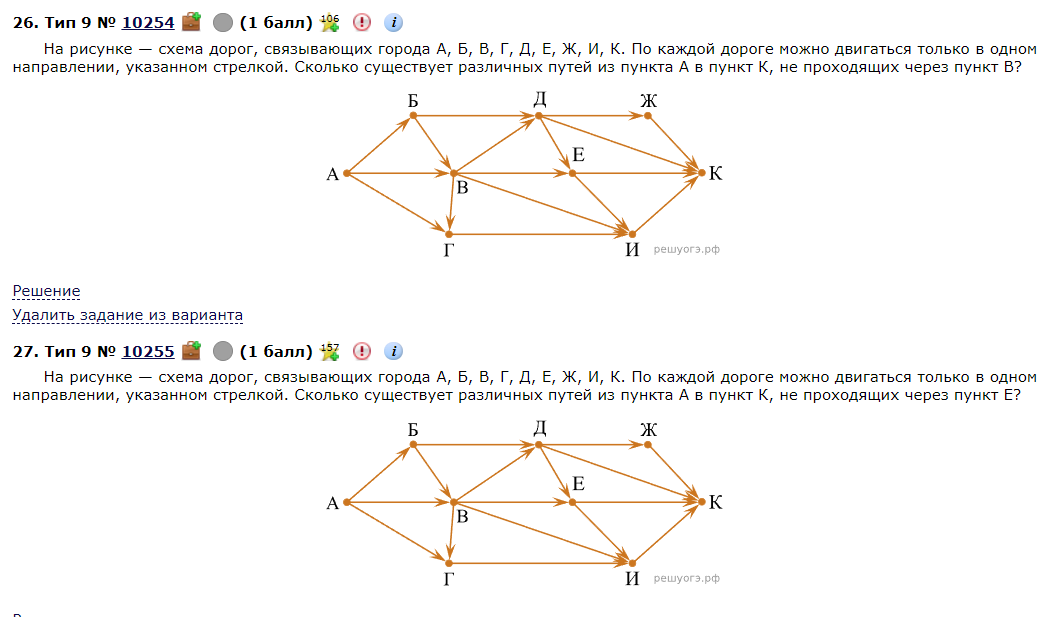 26. Тип 9 № 10254 (1 балл) 106
На рисунке — схема дорог, связывающих города А, Б, В, Г, Д, Е, Ж, И, К. По каждой дороге можно двигаться только в одном
направлении, указанном стрелкой. Сколько существует различных путей из пункта А в пункт К, не проходящих через пункт В?
Б Д Ж
Е
А В К
Г И решуогэ.рф
Решение
Удалить задание из варианта
27. Тип 9 № 10255 (1 балл) 157
На рисунке — схема дорог, связывающих города А, Б, В, Г, Д, Е, Ж, И, К. По каждой дороге можно двигаться только в одном
направлении, указанном стрелкой. Сколько существует различных путей из пункта А в пункт К, не проходящих через пункт Е?
Б Д Ж
Е
А В К
Г И решуогэ.рф